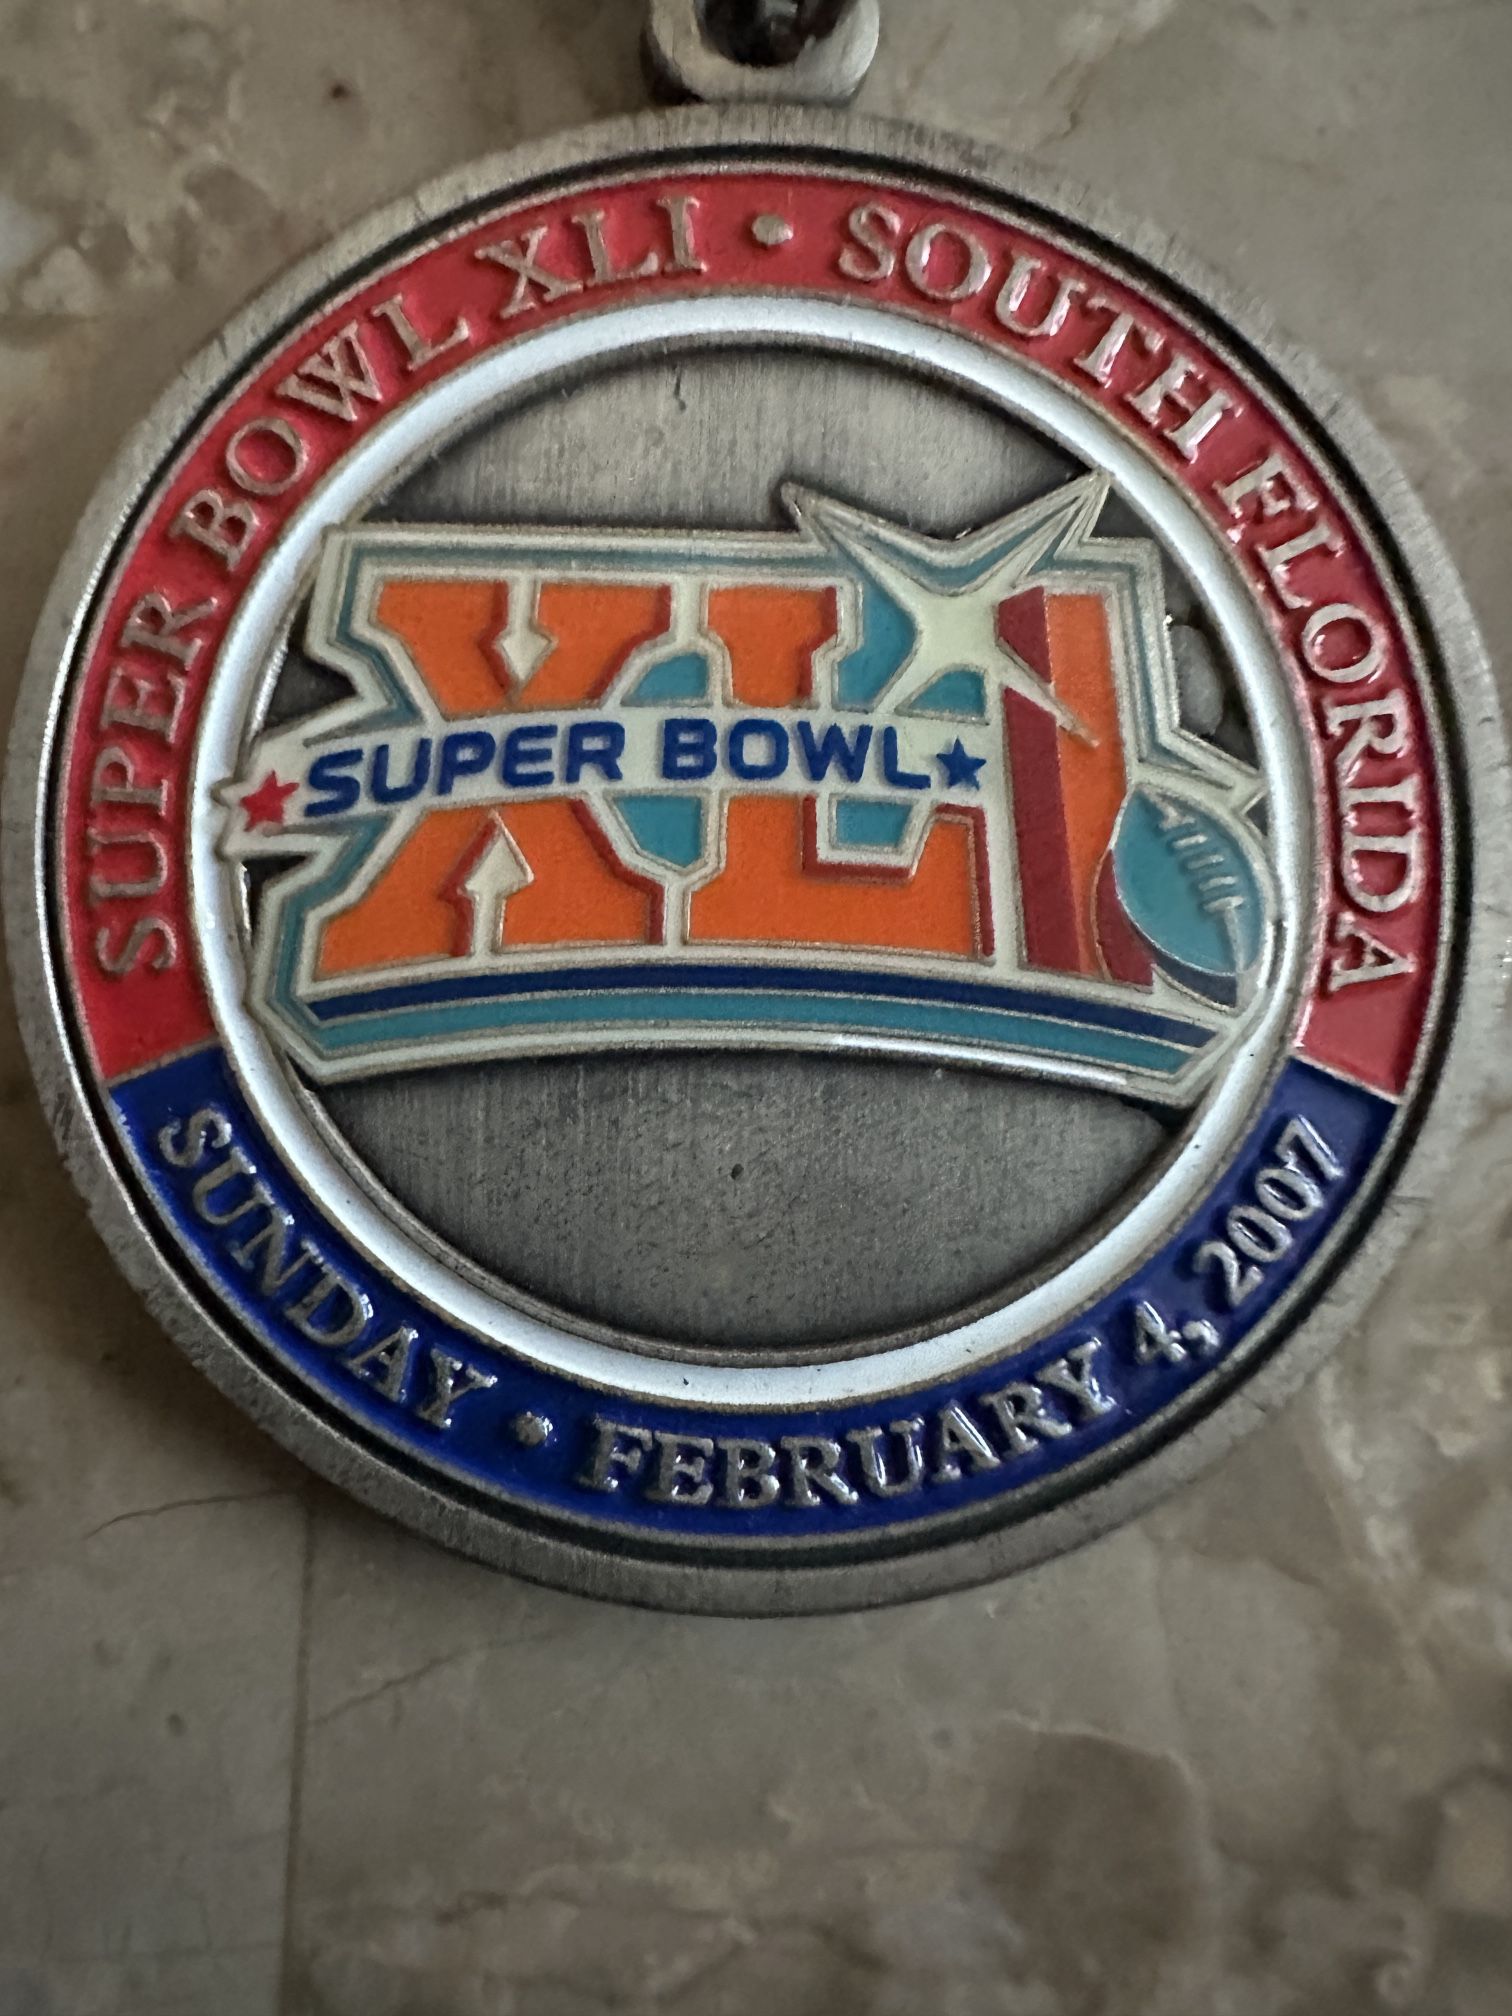 SUPER BOWL XLI • SOUTH FLORIDA
XLI
SUPER BOWL
SUNDAY • FEBRUARY 4, 2007